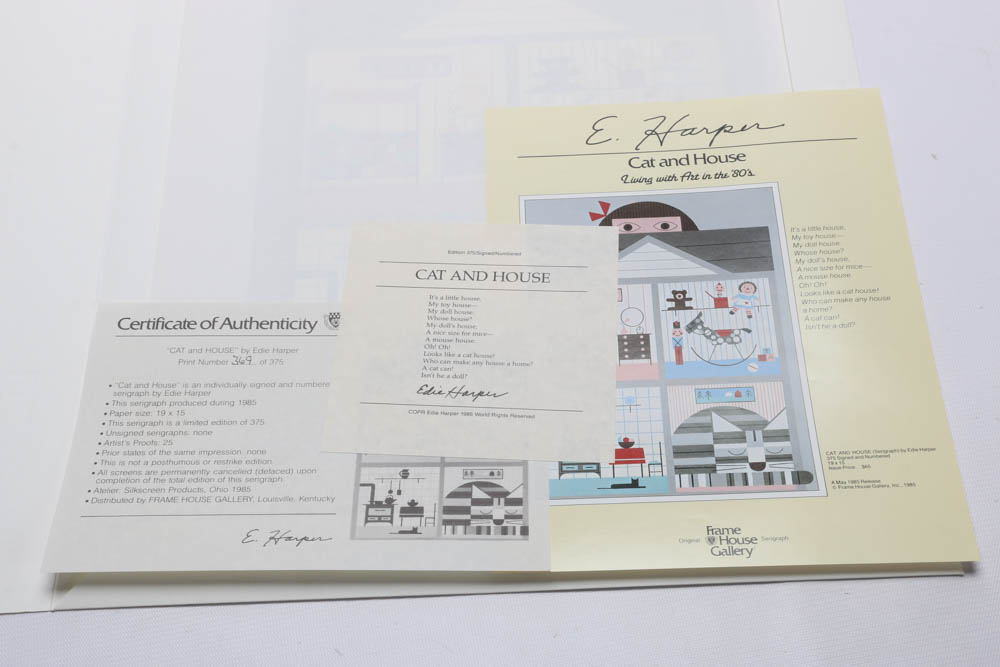 E. Harper
Cat and House
Living with Art in the '80's
It's a little house,
My toy house—
My doll house.
Whose house?
My doll's house,
A nice size for mice—
A mouse house.
Oh! Oh!
Looks like a cat house!
Who can make any house
a home?
A cat can!
Isn't he a doll?
CAT AND HOUSE (Serigraph) by Edie Harper
375 Signed and Numbered
19 x 15
Issue Price... $65
A May 1985 Release
© Frame House Gallery, Inc., 1985
Original Frame House Gallery Serigraph
Edition 375/Signed/Numbered
CAT AND HOUSE
It's a little house,
My toy house—
My doll house.
Whose house?
My doll's house,
A nice size for mice—
A mouse house.
Oh! Oh!
Looks like a cat house!
Who can make any house a home?
A cat can!
Isn't he a doll?
Edie Harper
COPR Edie Harper 1985 World Rights Reserved
Certificate of Authenticity
"CAT and HOUSE" by Edie Harper
Print Number 369 of 375
• "Cat and House" is an individually signed and numbere
serigraph by Edie Harper
• This serigraph produced during 1985
• Paper size: 19 x 15
• This serigraph is a limited edition of 375
• Unsigned serigraphs: none
• Artist's Proofs: 25
• Prior states of the same impression: none
• This is not a posthumous or restrike edition
• All screens are permanently cancelled (defaced) upon
completion of the total edition of this serigraph
• Atelier: Silkscreen Products, Ohio 1985
• Distributed by FRAME HOUSE GALLERY, Louisville, Kentucky
E. Harper